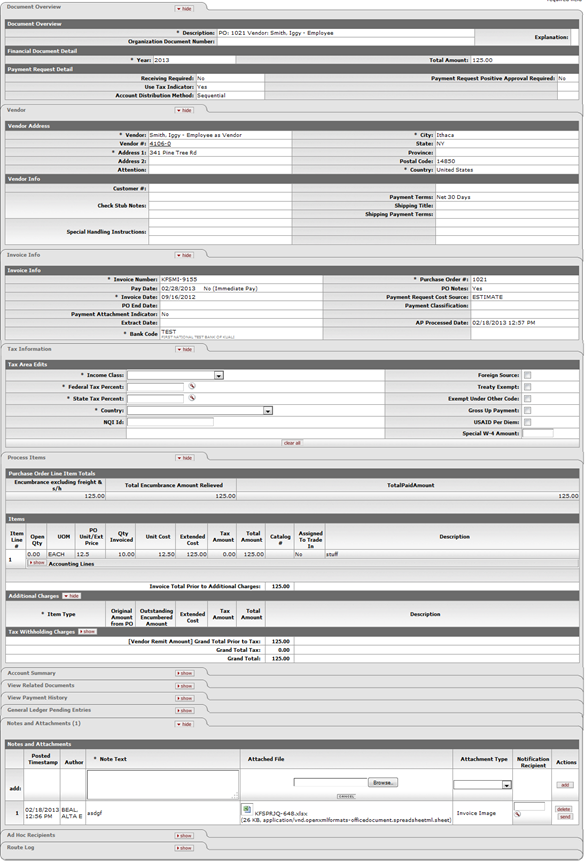 Document Overview hide
Document Overview
* Description: PO: 1021 Vendor: Smith. Iggy - Employee Explanation:
Organization Document Number:
Financial Document Detail
* Year: 2013 Total Amount: 125.00
Payment Request Detail
Receiving Required: No Payment Request Positive Approval Required: No
Use Tax Indicator: Yes
Account Distribution Method: Sequential
Vendor hide
Vendor Address
* Vendor: Smith. Iggy - Employee as Vendor * City: Ithaca
Vendor #: 4106-0 State: NY
* Address 1: 341 Pine Tree Rd Province:
Address 2: Postal Code: 14850
Attention: * Country: United States
Vendor Info
Customer #:
Payment Terms: Net 30 Days
Check Stub Notes: Shipping Title:
Shipping Payment Terms:
Special Handling Instructions:
Invoice Info hide
Invoice Info
* Invoice Number: KFSMI-9155 * Purchase Order #: 1021
Pay Date: 02/28/2013 No (Immediate Pay) PO Notes: Yes
* Invoice Date: 09/16/2012 Payment Request Cost Source: ESTIMATE
PO End Date: Payment Classification:
Payment Attachment Indicator: No
Extract Date: AP Processed Date: 02/18/2013 12:57 PM
* Bank Code TEST
FIRST NATIONAL TEST BANK OF KUALI
Tax Information hide
Tax Area Edits
* Income Class: Foreign Source:
* Federal Tax Percent: Treaty Exempt:
* State Tax Percent: Exempt Under Other Code:
* Country: Gross Up Payment:
NQI Id: USAID Per Diem:
Special W-4 Amount:
clear all
Process Items hide
Purchase Order Line Item Totals
Encumbrance excluding freight & s/h Total Encumbrance Amount Relieved TotalPaidAmount
125.00 125.00 125.00
Items
Item Line # Open Qty UOM PO Unit/Ext Price Qty Invoiced Unit Cost Extended Cost Tax Amount Total Amount Catalog # Assigned To Trade In Description
1 0.00 EACH 12.5 10.00 12.50 125.00 0.00 125.00 No stuff
show Accounting Lines
Invoice Total Prior to Additional Charges: 125.00
Additional Charges hide
* Item Type Original Amount from PO Outstanding Encumbered Amount Extended Cost Tax Amount Total Amount Description
Tax Withholding Charges show
[Vendor Remit Amount] Grand Total Prior to Tax: 125.00
Grand Total Tax: 0.00
Grand Total: 125.00
Account Summary show
View Related Documents show
View Payment History show
General Ledger Pending Entries show
Notes and Attachments (1) hide
Notes and Attachments
Posted Timestamp Author * Note Text Attached File Attachment Type Notification Recipient Actions
add: Browse... add
1 02/18/2013 12:56 PM BEAL, ALTA E asdgf KFSPRJQ-648.xlsx Invoice Image delete
(26 KB, application/vnd.openxmlformats-officedocument.spreadsheetml.sheet) send
Ad Hoc Recipients show
Route Log show